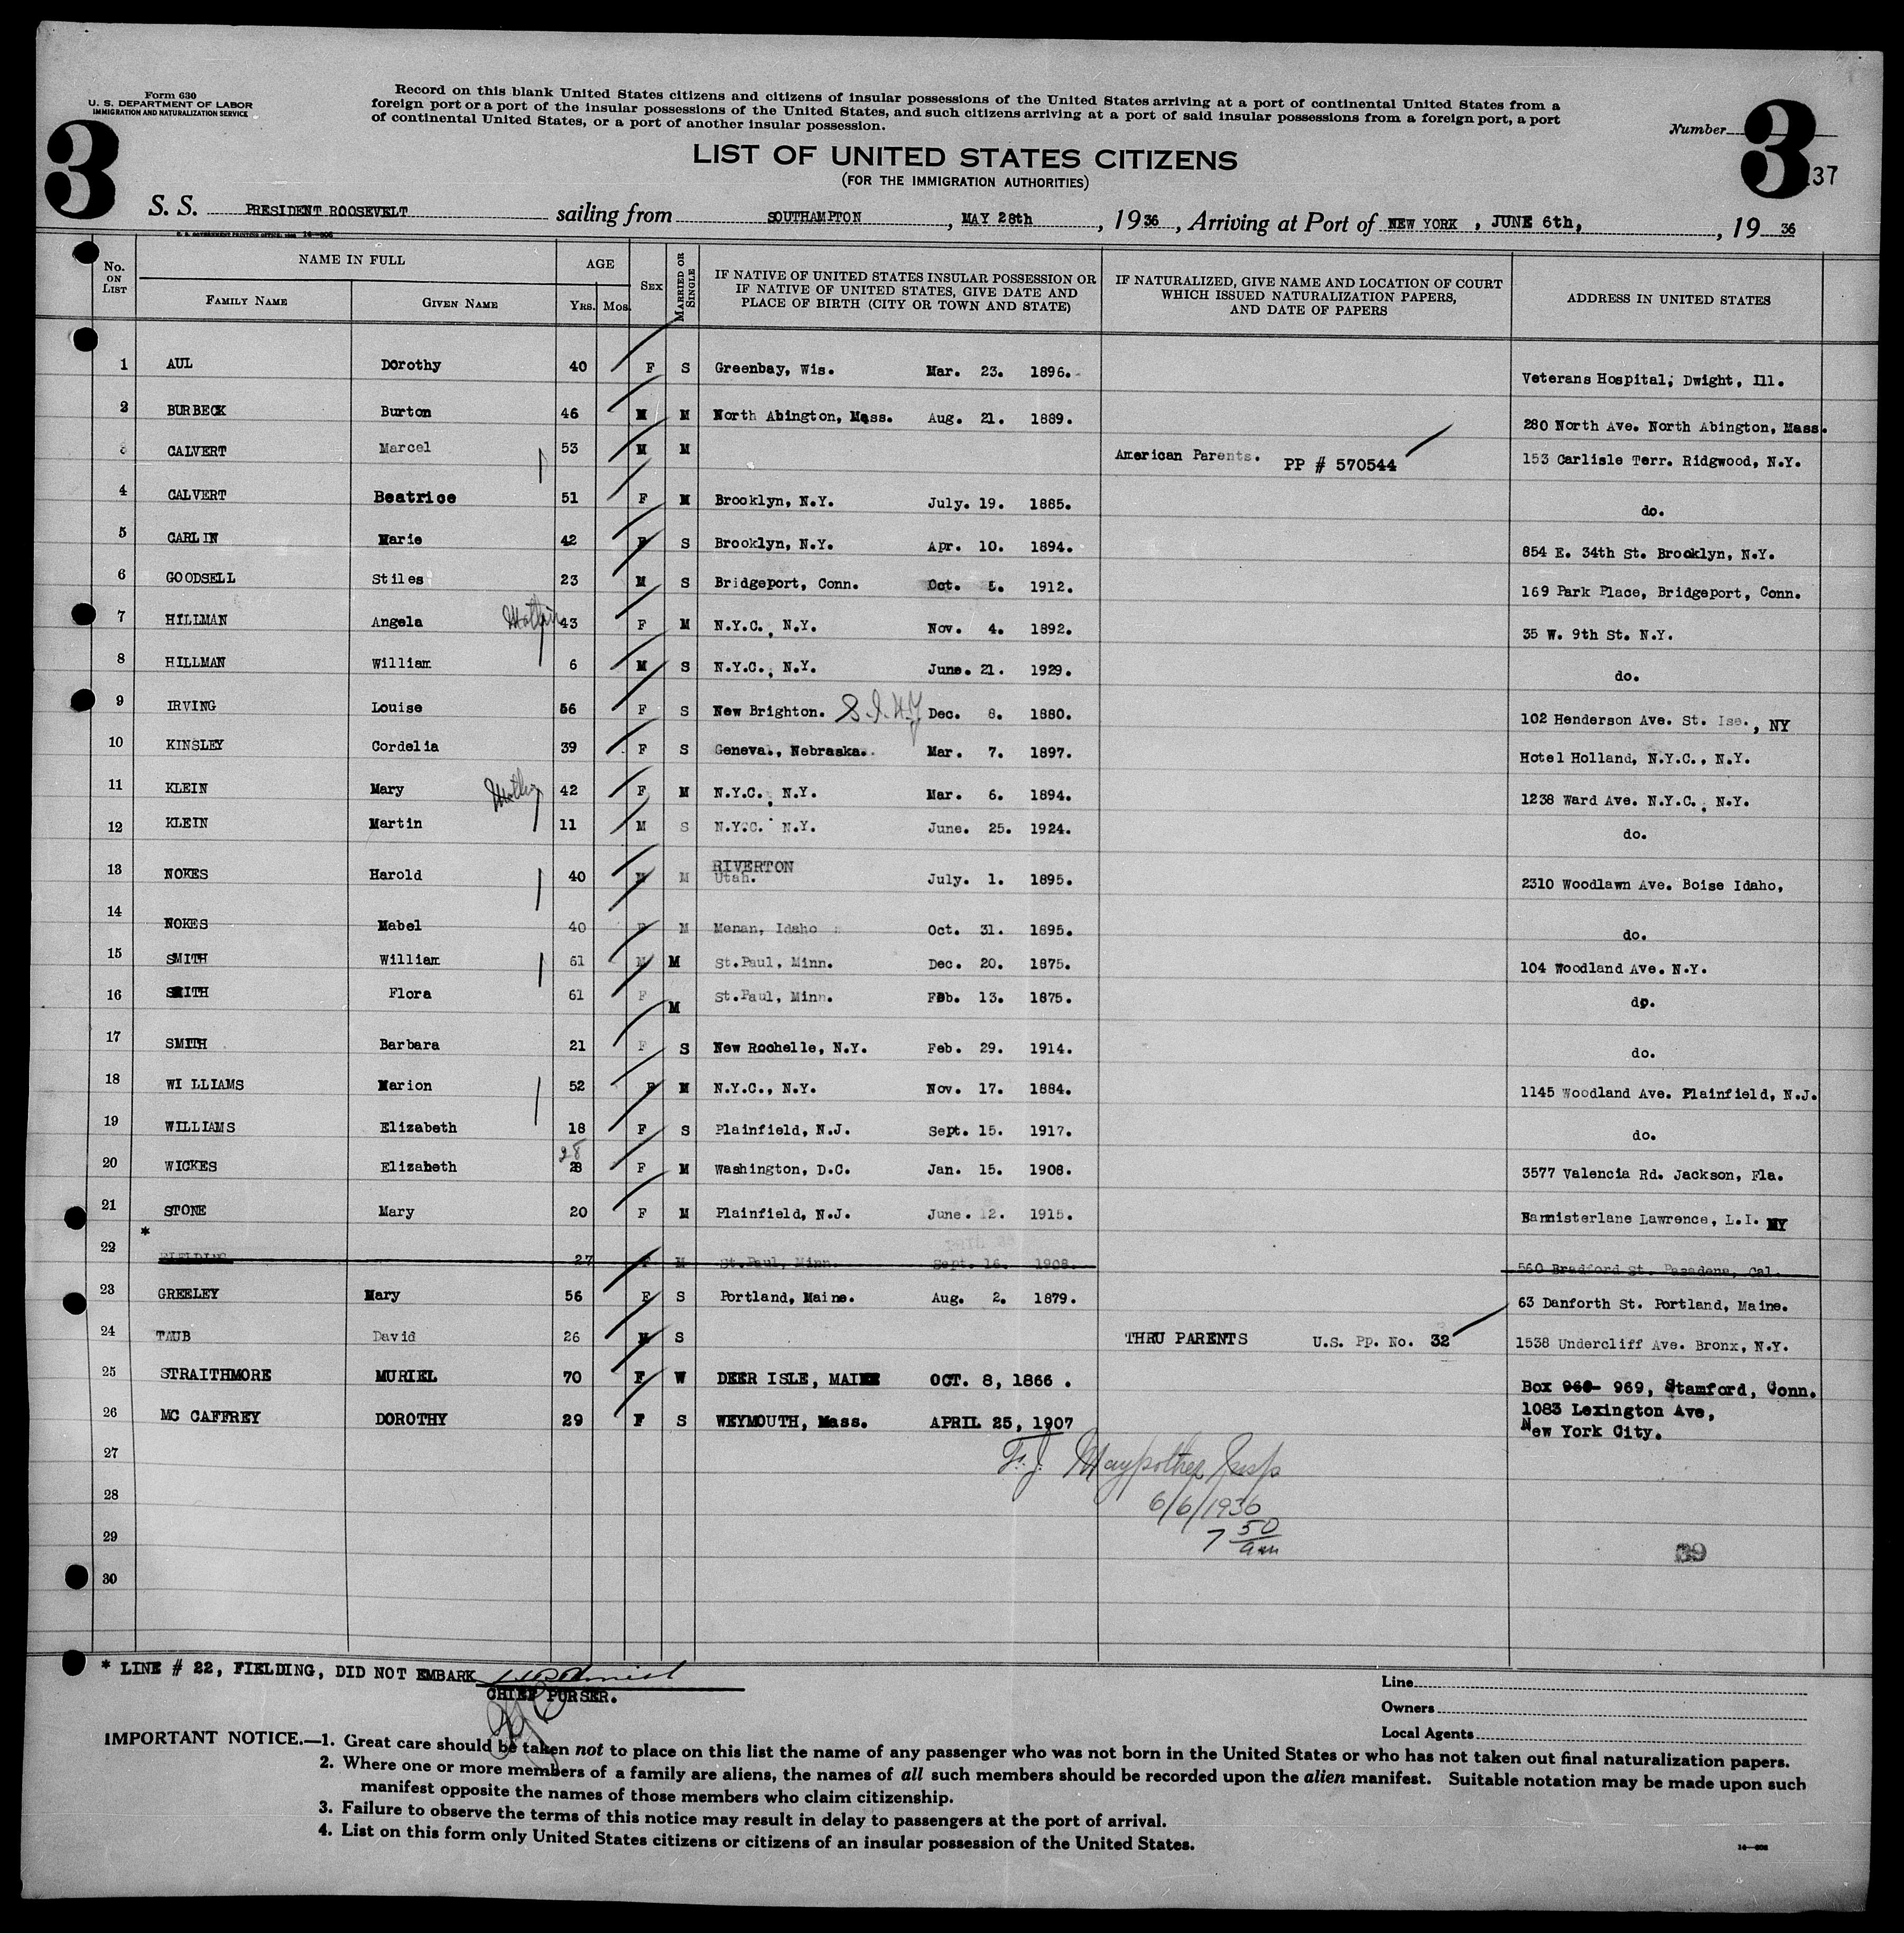 Form 630
U. S. DEPARTMENT OF LABOR
IMMIGRATION AND NATURALIZATION SERVICE
Record on this blank United States citizens and citizens of insular possessions of the United States arriving at a port of continental United States from a
foreign port or a port of the insular possessions of the United States, and such citizens arriving at a port of said insular possessions from a foreign port, a port
of continental United States, or a port of another insular possession.
Number
3
3
37
LIST OF UNITED STATES CITIZENS
(FOR THE IMMIGRATION AUTHORITIES)
S. S. PRESIDENT ROOSEVELT sailing from SOUTHAMPTON, MAY 28th, 1936, Arriving at Port of NEW YORK, JUNE 6th, , 19 36
No. ON LIST NAME IN FULL AGE SEX MARRIED OR SINGLE IF NATIVE OF UNITED STATES INSULAR POSSESSION OR IF NATIVE OF UNITED STATES, GIVE DATE AND PLACE OF BIRTH (CITY OR TOWN AND STATE) IF NATURALIZED, GIVE NAME AND LOCATION OF COURT WHICH ISSUED NATURALIZATION PAPERS, AND DATE OF PAPERS ADDRESS IN UNITED STATES
FAMILY NAME GIVEN NAME YRS. MOS.
1 AUL Dorothy 40 F S Greenbay, Wis. Mar. 23. 1896. Veterans Hospital, Dwight, Ill.
2 BURBECK Burton 46 M M North Abington, Mass. Aug. 21. 1889. 280 North Ave. North Abington, Mass.
3 CALVERT Marcel 53 M M American Parents. PP # 570544 153 Carlisle Terr. Ridgwood, N.Y.
4 CALVERT Beatrice 51 F M Brooklyn, N.Y. July. 19. 1885. do.
5 CARLIN Marie 42 F S Brooklyn, N.Y. Apr. 10. 1894. 854 E. 34th St. Brooklyn, N.Y.
6 GOODSELL Stiles 23 M S Bridgeport, Conn. Oct. 5. 1912. 169 Park Place, Bridgeport, Conn.
7 HILLMAN Angela Mother 43 F M N.Y.C., N.Y. Nov. 4. 1892. 35 W. 9th St. N.Y.
8 HILLMAN William 6 M S N.Y.C., N.Y. June. 21. 1929. do.
9 IRVING Louise 56 F S New Brighton. S.I.N.Y Dec. 8. 1880. 102 Henderson Ave. St. Ise., NY
10 KINSLEY Cordelia 39 F S Geneva., Nebraska. Mar. 7. 1897. Hotel Holland, N.Y.C., N.Y.
11 KLEIN Mary Mother 42 F M N.Y.C., N.Y. Mar. 6. 1894. 1238 Ward Ave. N.Y.C., N.Y.
12 KLEIN Martin 11 M S N.Y.C. N.Y. June. 25. 1924. do.
13 NOKES Harold 40 M M RIVERTON Utah. July. 1. 1895. 2310 Woodlawn Ave. Boise Idaho,
14 NOKES Mabel 40 F M Menan, Idaho Oct. 31. 1895. do.
15 SMITH William 61 M M St.Paul, Minn. Dec. 20. 1875. 104 Woodland Ave. N.Y.
16 SMITH Flora 61 F M St.Paul, Minn. Feb. 13. 1875. do.
17 SMITH Barbara 21 F S New Rochelle, N.Y. Feb. 29. 1914. do.
18 WI LLIAMS Marion 52 F M N.Y.C., N.Y. Nov. 17. 1884. 1145 Woodland Ave. Plainfield, N.J.
19 WILLIAMS Elizabeth 18 F S Plainfield, N.J. Sept. 15. 1917. do.
20 WICKES Elizabeth 28 28 F M Washington, D.C. Jan. 15. 1908. 3577 Valencia Rd. Jackson, Fla.
21 STONE Mary 20 F M Plainfield, N.J. June. 12. 1915. Bannisterlane Lawrence, L.I. NY
*
22 FIELDING 27 F M St.Paul, Minn. Sept. 16. 1908. 560 Bradford St. Pasadena, Cal.
23 GREELEY Mary 56 F S Portland, Maine. Aug. 2. 1879. 63 Danforth St. Portland, Maine.
24 TAUB David 26 M S THRU PARENTS U.S. Pp. No. 32 1538 Undercliff Ave. Bronx, N.Y.
25 STRAITHMORE MURIEL 70 F W DEER ISLE, MAINE OCT. 8, 1866 . Box 969, Stamford, Conn.
26 MC CAFFREY DOROTHY 29 F S WEYMOUTH, Mass. APRIL 25, 1907 1083 Lexington Ave,
New York City.
27
F. J. Maypother Insp
28
6/6/1936
29
7 50 am
39
30
* LINE # 22, FIELDING, DID NOT EMBARK
CHIEF PURSER.
Line
Owners
Local Agents
IMPORTANT NOTICE.—1. Great care should be taken not to place on this list the name of any passenger who was not born in the United States or who has not taken out final naturalization papers.
2. Where one or more members of a family are aliens, the names of all such members should be recorded upon the alien manifest. Suitable notation may be made upon such
manifest opposite the names of those members who claim citizenship.
3. Failure to observe the terms of this notice may result in delay to passengers at the port of arrival.
4. List on this form only United States citizens or citizens of an insular possession of the United States.